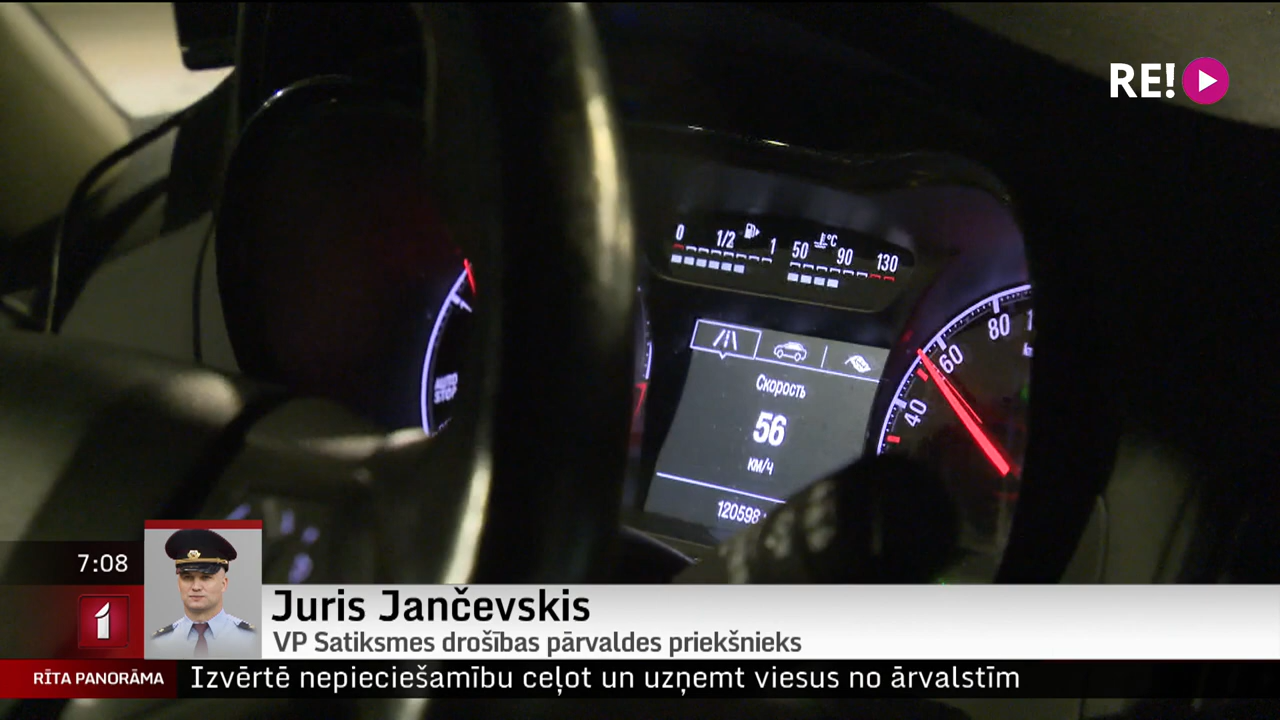 RE!
0 1/2 1 50 °C 90 130
80
60
40
AUTO
STOP
Скорость
56
км/ч
120598
7:08
1
Juris Jančevskis
VP Satiksmes drošības pārvaldes priekšnieks
RĪTA PANORĀMA
Izvērtē nepieciešamību ceļot un uzņemt viesus no ārvalstīm